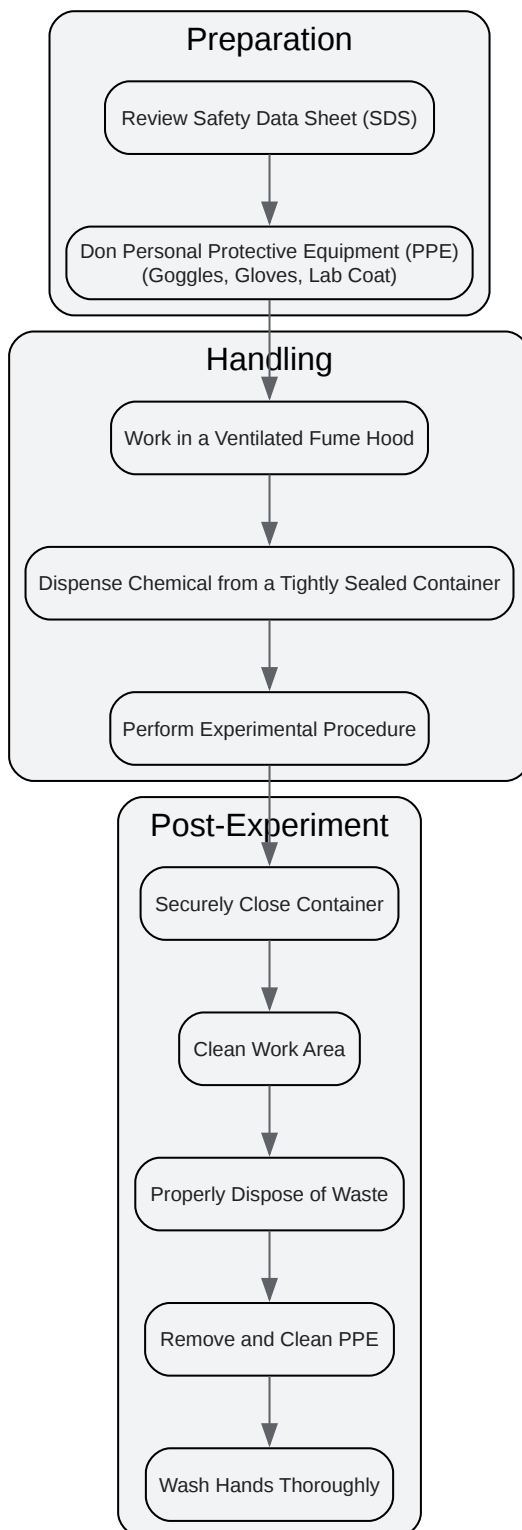 Preparation
Review Safety Data Sheet (SDS)
Don Personal Protective Equipment (PPE)
(Goggles, Gloves, Lab Coat)
Handling
Work in a Ventilated Fume Hood
Dispense Chemical from a Tightly Sealed Container
Perform Experimental Procedure
Post-Experiment
Securely Close Container
Clean Work Area
Properly Dispose of Waste
Remove and Clean PPE
Wash Hands Thoroughly